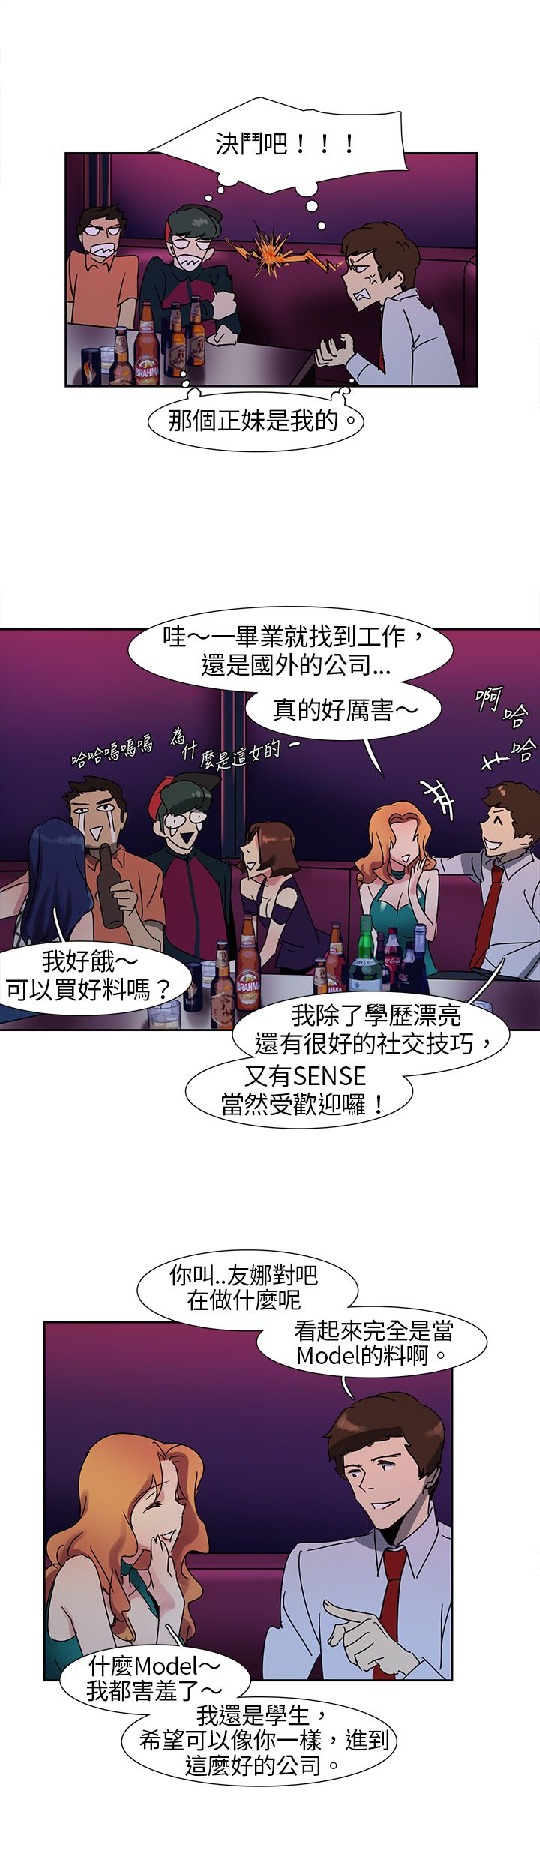 決鬥吧！！！
BRAHMA
那個正妹是我的。
哇～一畢業就找到工作，
還是國外的公司...
真的好厲害～
啊
哈
哈
哈哈嗚嗚嗚
為什麼是這女的～
我好餓～
可以買好料嗎？
BRAHMA
我除了學歷漂亮
還有很好的社交技巧，
又有SENSE
當然受歡迎囉！
你叫..友娜對吧
在做什麼呢
看起來完全是當
Model的料啊。
什麼Model～
我都害羞了～
我還是學生，
希望可以像你一樣，進到
這麼好的公司。